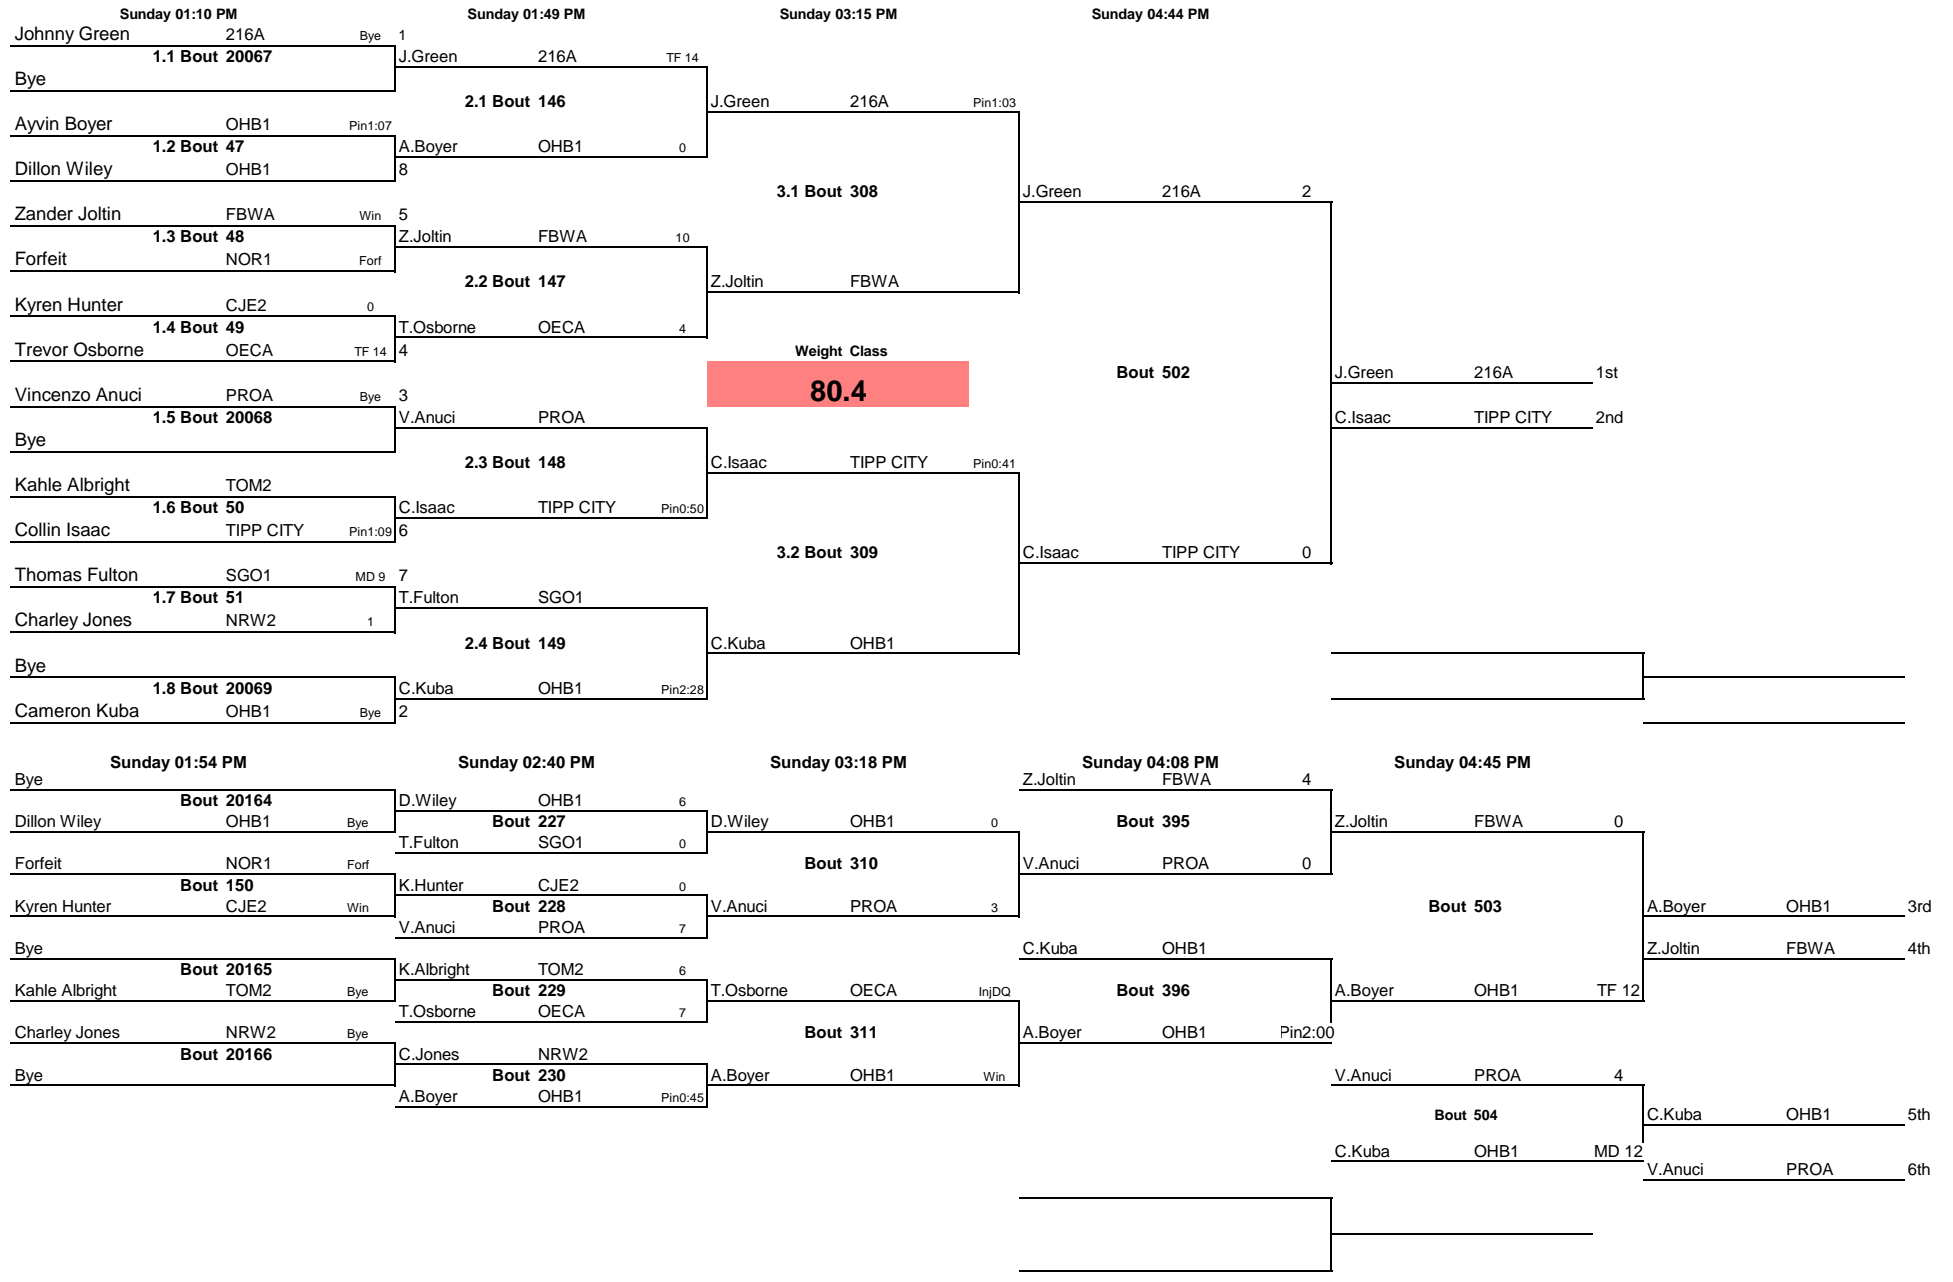 Sunday 01:10 PM Sunday 01:49 PM Sunday 03:15 PM Sunday 04:44 PM
Johnny Green 216A Bye 1
1.1 Bout 20067 J.Green 216A TF 14
Bye
2.1 Bout 146 J.Green 216A Pin1:03
Ayvin Boyer OHB1 Pin1:07
1.2 Bout 47 A.Boyer OHB1 0
Dillon Wiley OHB1 8
3.1 Bout 308 J.Green 216A 2
Zander Joltin FBWA Win 5
1.3 Bout 48 Z.Joltin FBWA 10
Forfeit NOR1 Forf
2.2 Bout 147 Z.Joltin FBWA
Kyren Hunter CJE2 0
1.4 Bout 49 T.Osborne OECA 4
Trevor Osborne OECA TF 14 4 Weight Class
Bout 502 J.Green 216A 1st
80.4
Vincenzo Anuci PROA Bye 3
1.5 Bout 20068 V.Anuci PROA C.Isaac TIPP CITY 2nd
Bye
2.3 Bout 148 C.Isaac TIPP CITY Pin0:41
Kahle Albright TOM2
1.6 Bout 50 C.Isaac TIPP CITY Pin0:50
Collin Isaac TIPP CITY Pin1:09 6
3.2 Bout 309 C.Isaac TIPP CITY 0
Thomas Fulton SGO1 MD 9 7
1.7 Bout 51 T.Fulton SGO1
Charley Jones NRW2 1
2.4 Bout 149 C.Kuba OHB1
Bye
1.8 Bout 20069 C.Kuba OHB1 Pin2:28
Cameron Kuba OHB1 Bye 2
Sunday 01:54 PM Sunday 02:40 PM Sunday 03:18 PM Sunday 04:08 PM Sunday 04:45 PM
Bye Z.Joltin FBWA 4
Bout 20164 D.Wiley OHB1 6
Dillon Wiley OHB1 Bye Bout 227 D.Wiley OHB1 0 Bout 395 Z.Joltin FBWA 0
T.Fulton SGO1 0
Forfeit NOR1 Forf Bout 310 V.Anuci PROA 0
Bout 150 K.Hunter CJE2 0
Kyren Hunter CJE2 Win Bout 228 V.Anuci PROA 3 Bout 503 A.Boyer OHB1 3rd
V.Anuci PROA 7
Bye C.Kuba OHB1 Z.Joltin FBWA 4th
Bout 20165 K.Albright TOM2 6
Kahle Albright TOM2 Bye Bout 229 T.Osborne OECA InjDQ Bout 396 A.Boyer OHB1 TF 12
T.Osborne OECA 7
Charley Jones NRW2 Bye Bout 311 A.Boyer OHB1 Pin2:00
Bout 20166 C.Jones NRW2
Bye Bout 230 A.Boyer OHB1 Win V.Anuci PROA 4
A.Boyer OHB1 Pin0:45
Bout 504 C.Kuba OHB1 5th
C.Kuba OHB1 MD 12
V.Anuci PROA 6th